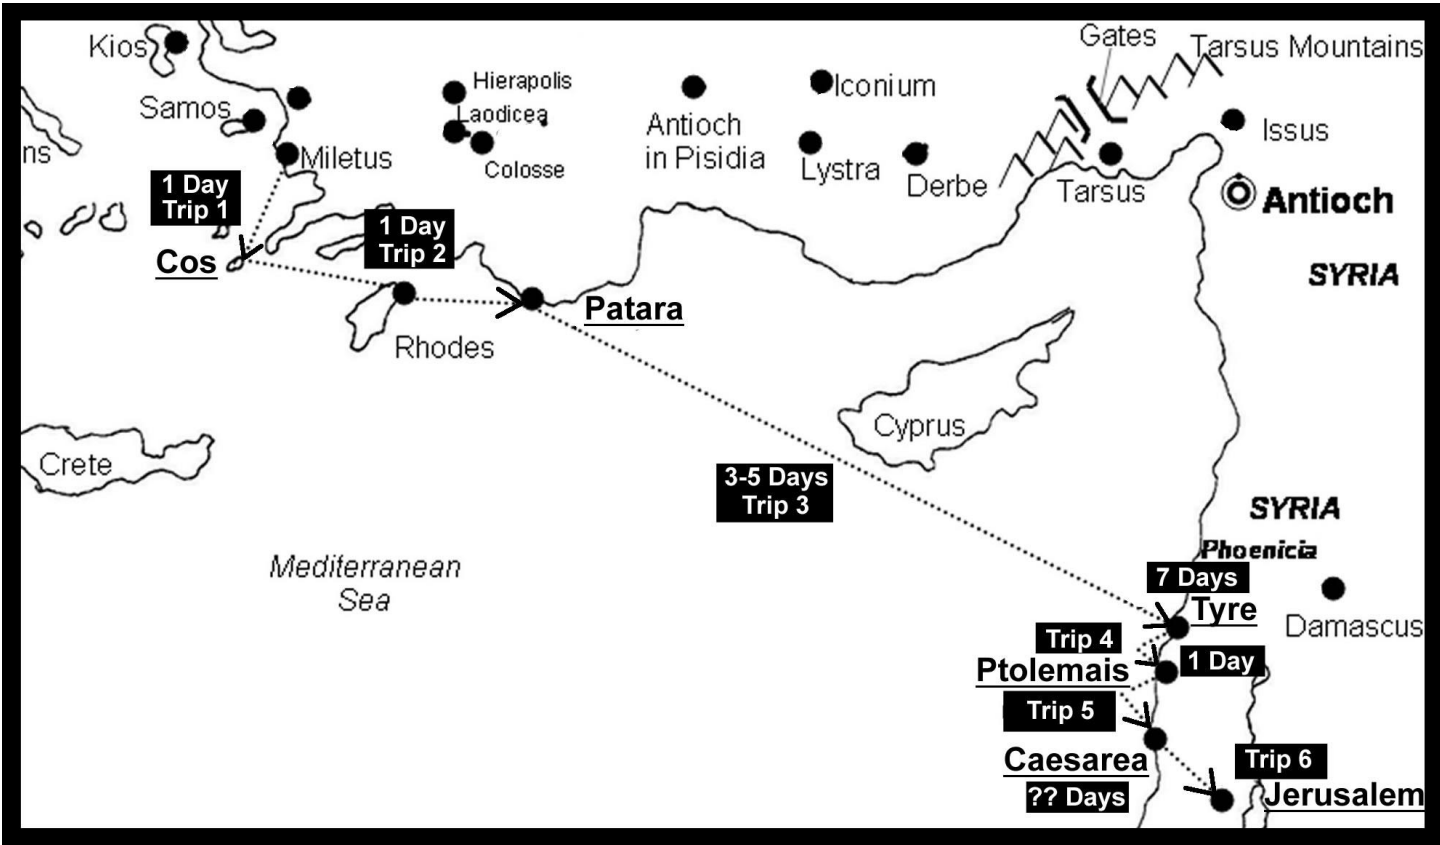 Kios
Gates
Tarsus Mountains
Hierapolis
Iconium
Samos
Laodicea
Antioch
in Pisidia
Issus
ns
Miletus
Colosse
Lystra
Derbe
Tarsus
1 Day
Trip 1
Antioch
1 Day
Trip 2
Cos
SYRIA
Patara
Rhodes
Cyprus
Crete
3-5 Days
Trip 3
SYRIA
Phoenicia
Mediterranean
Sea
7 Days
Tyre
Damascus
Trip 4
Ptolemais
1 Day
Trip 5
Caesarea
Trip 6
?? Days
Jerusalem